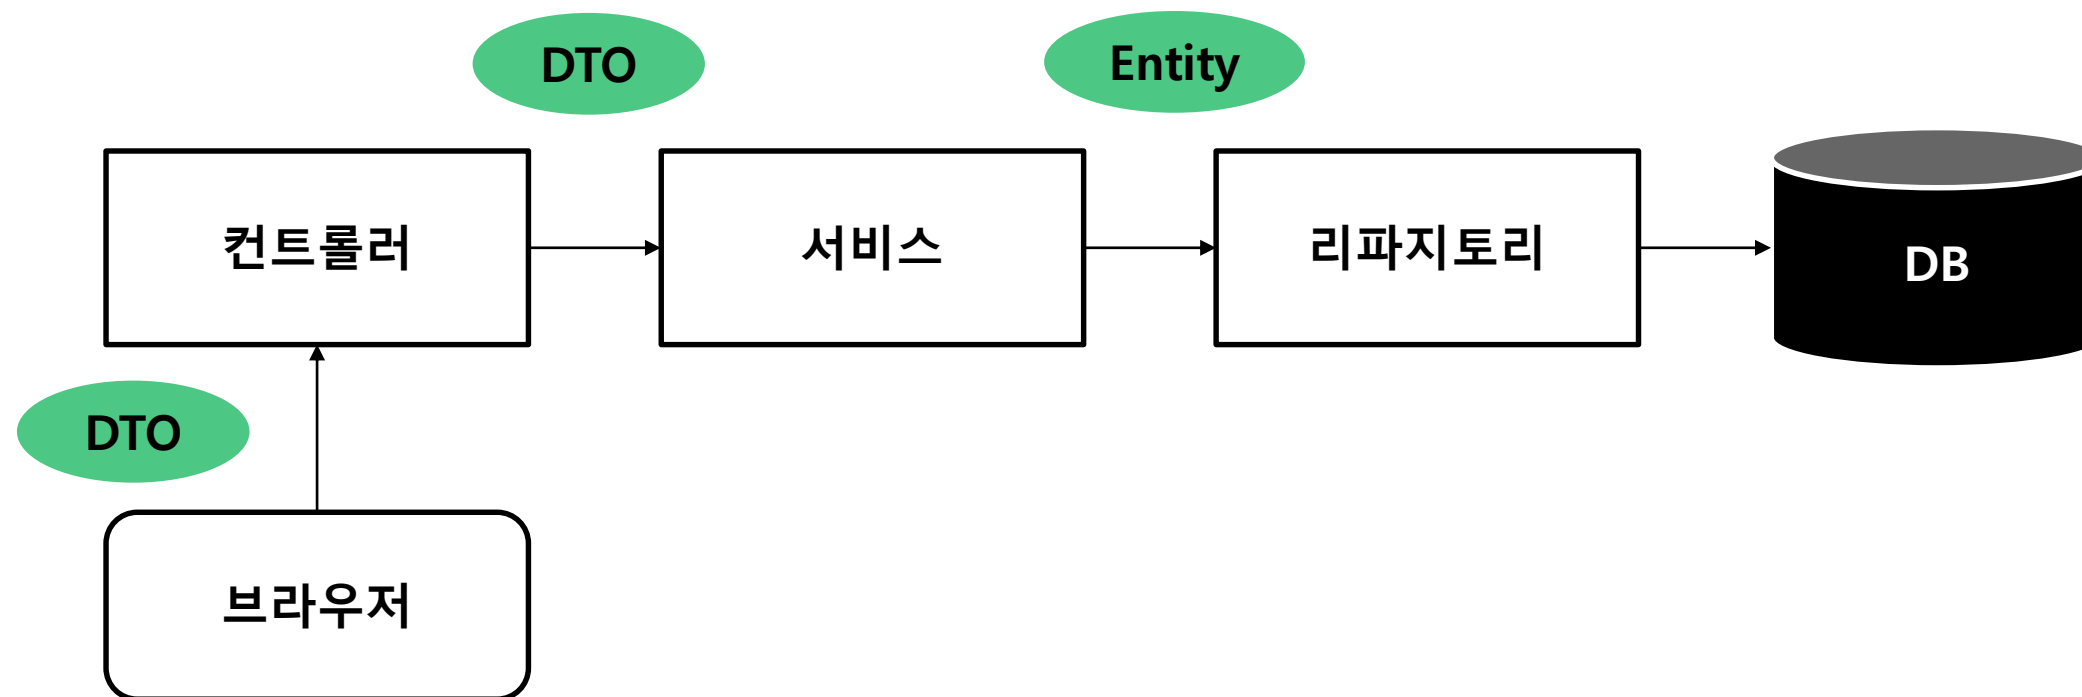 DTO
Entity
컨트롤러
서비스
리파지토리
DB
DTO
브라우저